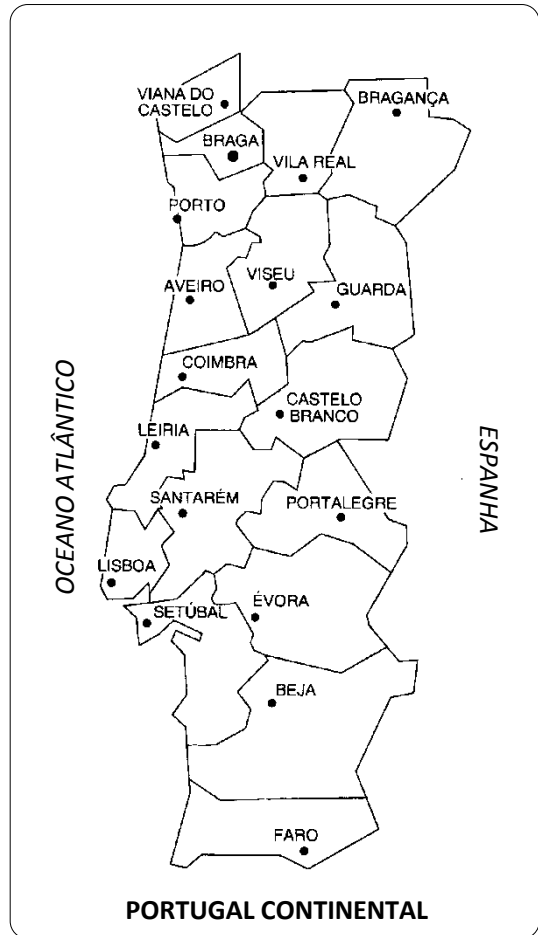 VIANA DO
CASTELO
BRAGANÇA
BRAGA
VILA REAL
PORTO
VISEU
AVEIRO
GUARDA
COIMBRA
CASTELO
BRANCO
LEIRIA
OCEANO ATLÂNTICO
ESPANHA
SANTARÉM
PORTALEGRE
LISBOA
SETÚBAL
ÉVORA
BEJA
FARO
PORTUGAL CONTINENTAL